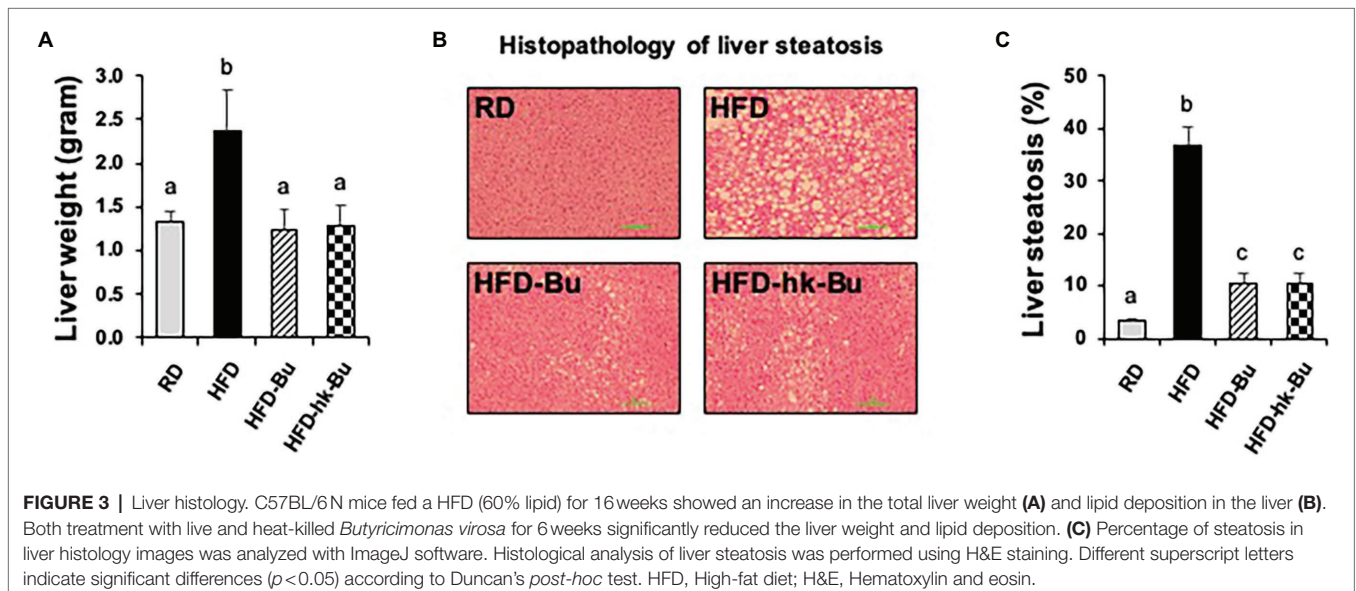 A
Liver weight (gram)
3.0
2.5
2.0
1.5
1.0
0.5
0.0
a
b
a
a
RD
HFD
HFD-Bu
HFD-hk-Bu
B
Histopathology of liver steatosis
RD
HFD
HFD-Bu
HFD-hk-Bu
C
Liver steatosis (%)
50
40
30
20
10
0
a
b
c
c
RD
HFD
HFD-Bu
HFD-hk-Bu
FIGURE 3 | Liver histology. C57BL/6N mice fed a HFD (60% lipid) for 16 weeks showed an increase in the total liver weight (A) and lipid deposition in the liver (B).
Both treatment with live and heat-killed Butyricimonas virosa for 6 weeks significantly reduced the liver weight and lipid deposition. (C) Percentage of steatosis in
liver histology images was analyzed with ImageJ software. Histological analysis of liver steatosis was performed using H&E staining. Different superscript letters
indicate significant differences (p<0.05) according to Duncan's post-hoc test. HFD, High-fat diet; H&E, Hematoxylin and eosin.